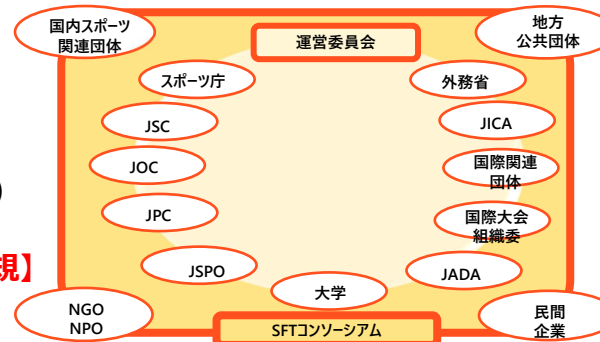 国内スポーツ
関連団体
地方
公共団体
運営委員会
スポーツ庁
外務省
JSC
JICA
JOC
国際関連
団体
)
JPC
国際大会
組織委
規】
JSPO
JADA
大学
NGO
NPO
民間
企業
SFTコンソーシアム